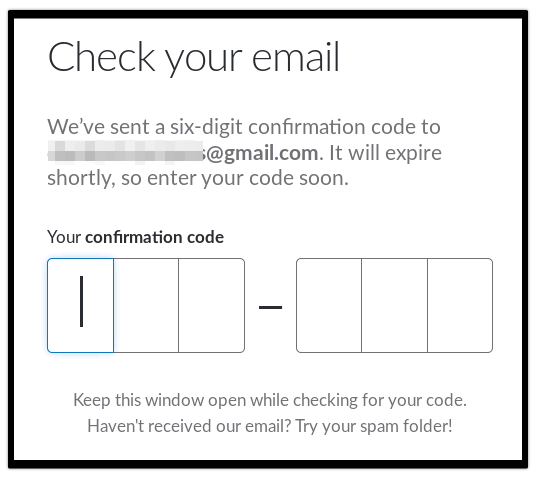 Check your email
We've sent a six-digit confirmation code to
s@gmail.com. It will expire
shortly, so enter your code soon.
Your confirmation code
–
Keep this window open while checking for your code.
Haven't received our email? Try your spam folder!